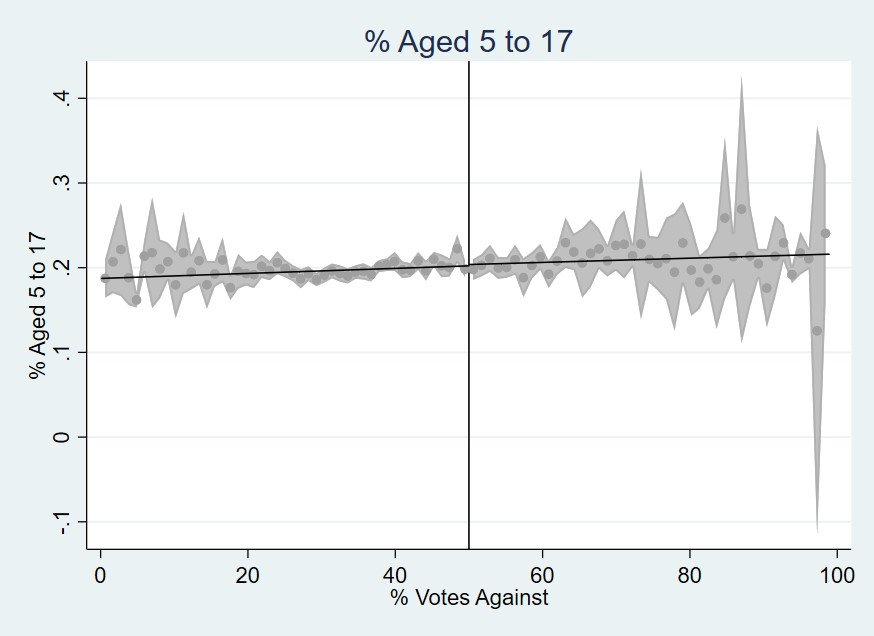 % Aged 5 to 17
% Aged 5 to 17
.4
.3
.2
.1
0
-.1
0 20 40 60 80 100
% Votes Against